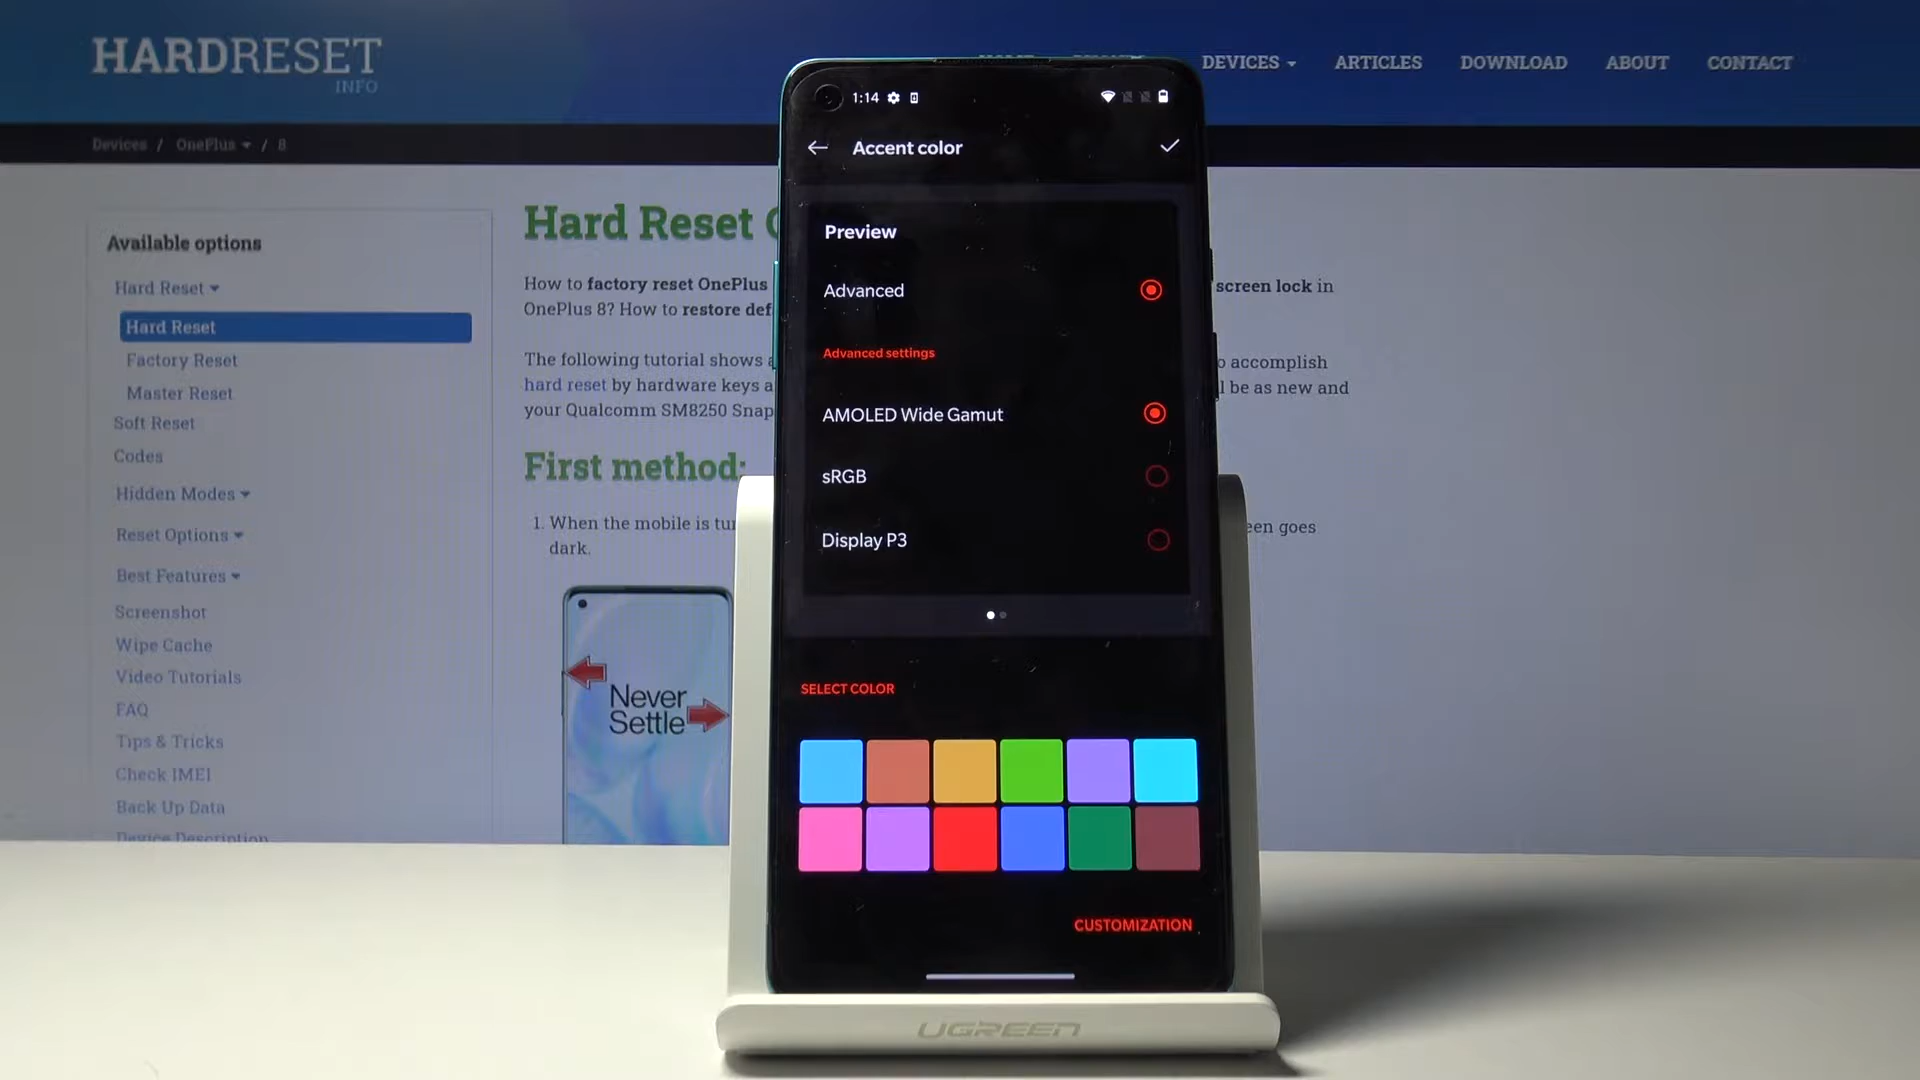 HARDRESET
INFO
DEVICES
ARTICLES
DOWNLOAD
ABOUT
CONTACT
Devices / OnePlus / 8
Available options
Hard Reset
Hard Reset
Factory Reset
Master Reset
Soft Reset
Codes
Hidden Modes
Reset Options
Best Features
Screenshot
Wipe Cache
Video Tutorials
FAQ
Tips & Tricks
Check IMEI
Back Up Data
Device Description
Hard Reset
How to factory reset OnePlus
screen lock in
OnePlus 8? How to restore def
The following tutorial shows
accomplish
hard reset by hardware keys a
be as new and
your Qualcomm SM8250 Snap
First method:
1. When the mobile is tur
een goes
dark.
Never
Settle
1:14
Accent color
Preview
Advanced
Advanced settings
AMOLED Wide Gamut
sRGB
Display P3
SELECT COLOR
CUSTOMIZATION
UGREEN